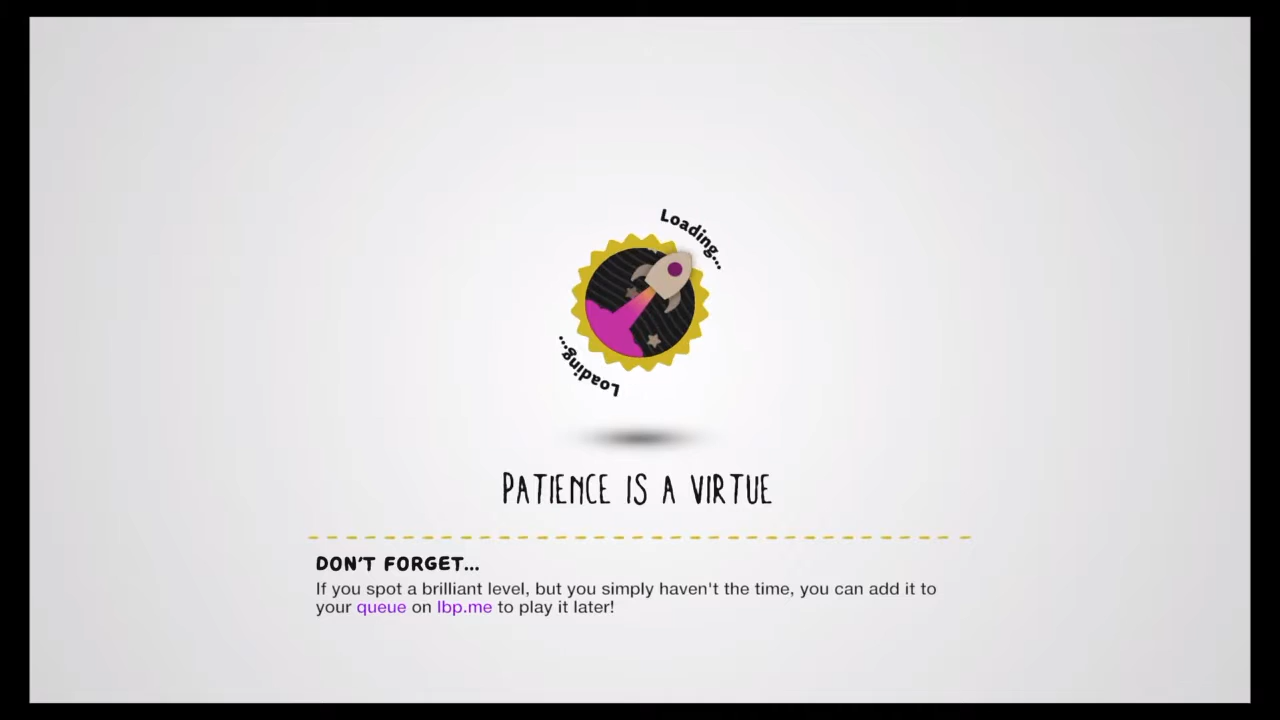 Loading...
Loading...
PATIENCE IS A VIRTUE
DON'T FORGET...
If you spot a brilliant level, but you simply haven't the time, you can add it to
your queue on lbp.me to play it later!